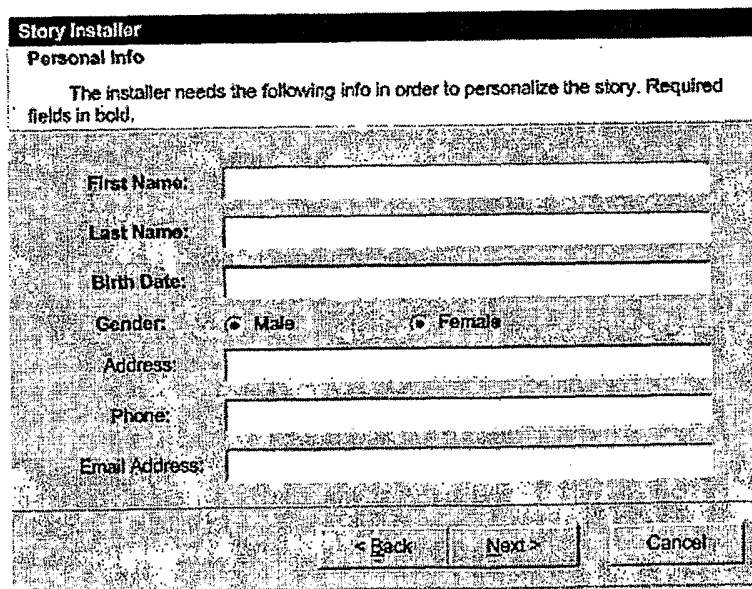 Story Installer
Personal Info
The installer needs the following info in order to personalize the story. Required
fields in bold.
First Name:
Last Name:
Birth Date:
Gender: Male Female
Address:
Phone:
Email Address:
< Back Next > Cancel